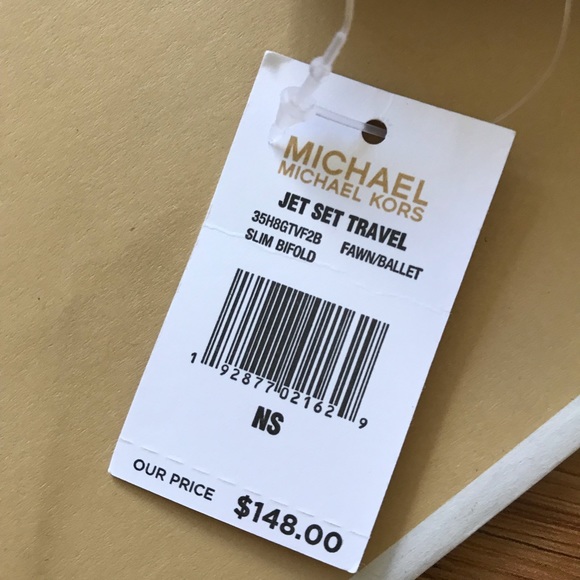 MICHAEL
MICHAEL KORS
JET SET TRAVEL
35H8GTVF2B FAWN/BALLET
SLIM BIFOLD
1 92877 02162 9
NS
OUR PRICE $148.00